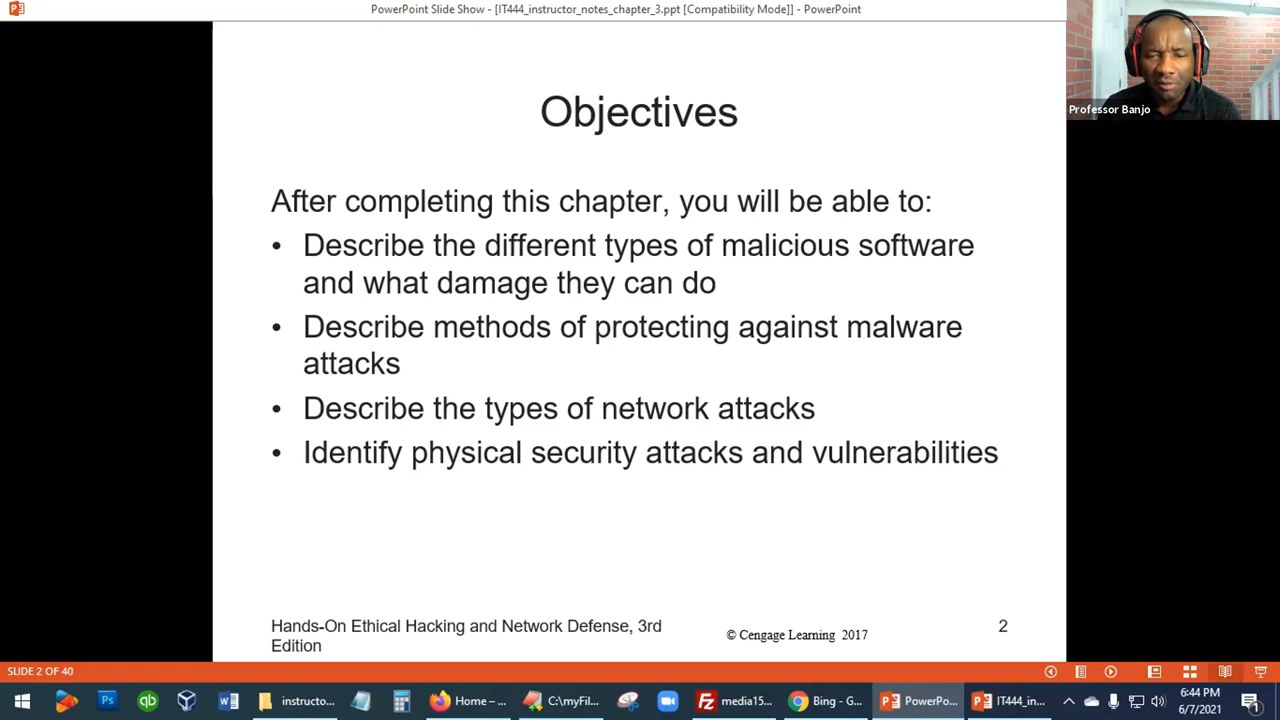 PowerPoint Slide Show - [IT444_instructor_notes_chapter_3.ppt [Compatibility Mode]] - PowerPoint
Professor Banjo
Objectives
After completing this chapter, you will be able to:
• Describe the different types of malicious software
and what damage they can do
• Describe methods of protecting against malware
attacks
• Describe the types of network attacks
• Identify physical security attacks and vulnerabilities
Hands-On Ethical Hacking and Network Defense, 3rd
Edition
© Cengage Learning 2017
2
SLIDE 2 OF 40
Ps
qb
instructo...
Home – ...
C:\myFil...
media15...
Bing - G...
PowerPo...
IT444_in...
6:44 PM
6/7/2021
1